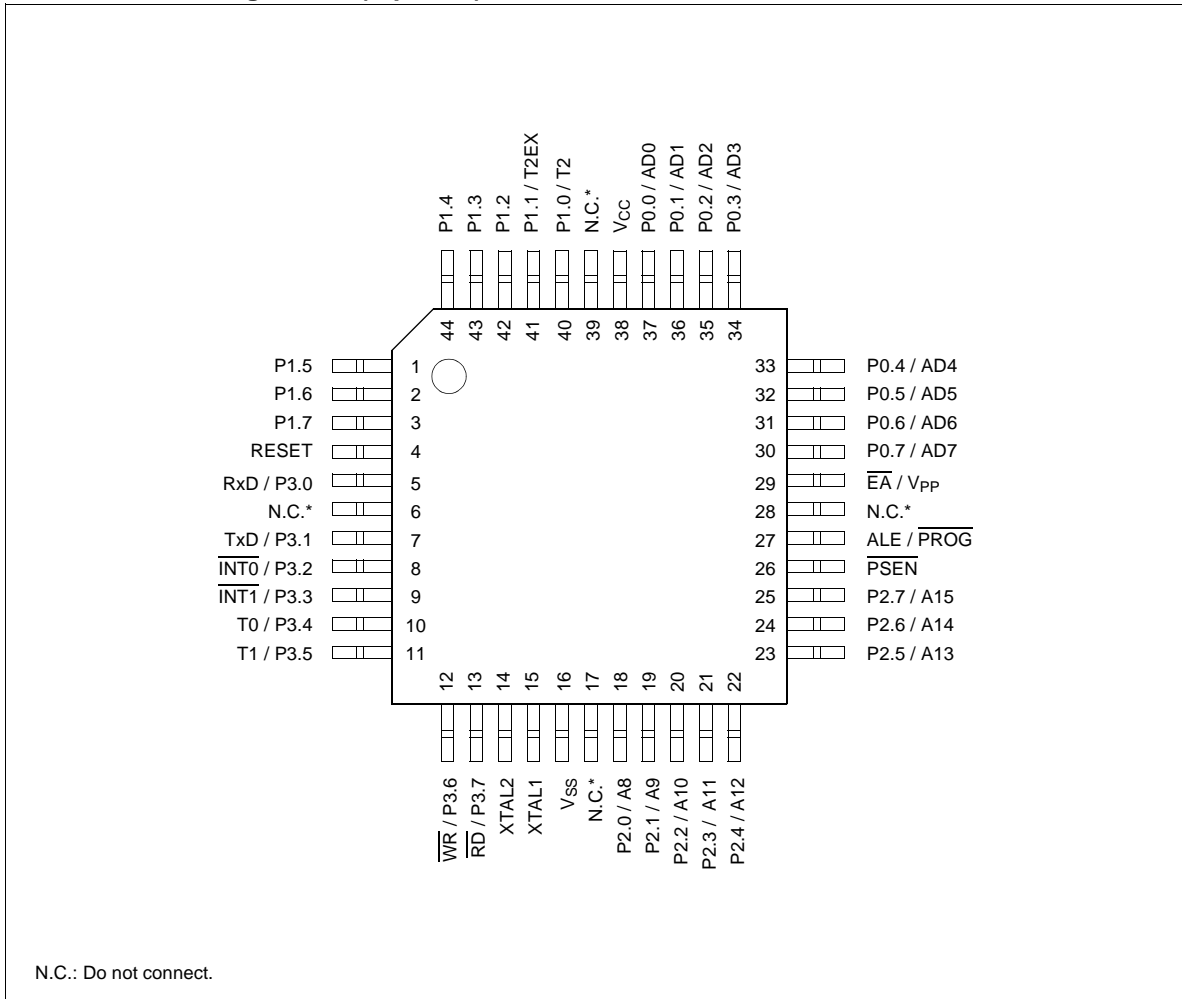 P1.4
P1.3
P1.2
P1.1 / T2EX
P1.0 / T2
N.C.*
VCC
P0.0 / AD0
P0.1 / AD1
P0.2 / AD2
P0.3 / AD3
44
43
42
41
40
39
38
37
36
35
34
P1.5 1
P1.6 2
P1.7 3
RESET 4
RxD / P3.0 5
N.C.* 6
TxD / P3.1 7
INT0 / P3.2 8
INT1 / P3.3 9
T0 / P3.4 10
T1 / P3.5 11
33 P0.4 / AD4
32 P0.5 / AD5
31 P0.6 / AD6
30 P0.7 / AD7
29 EA / VPP
28 N.C.*
27 ALE / PROG
26 PSEN
25 P2.7 / A15
24 P2.6 / A14
23 P2.5 / A13
12
13
14
15
16
17
18
19
20
21
22
WR / P3.6
RD / P3.7
XTAL2
XTAL1
VSS
N.C.*
P2.0 / A8
P2.1 / A9
P2.2 / A10
P2.3 / A11
P2.4 / A12
N.C.: Do not connect.